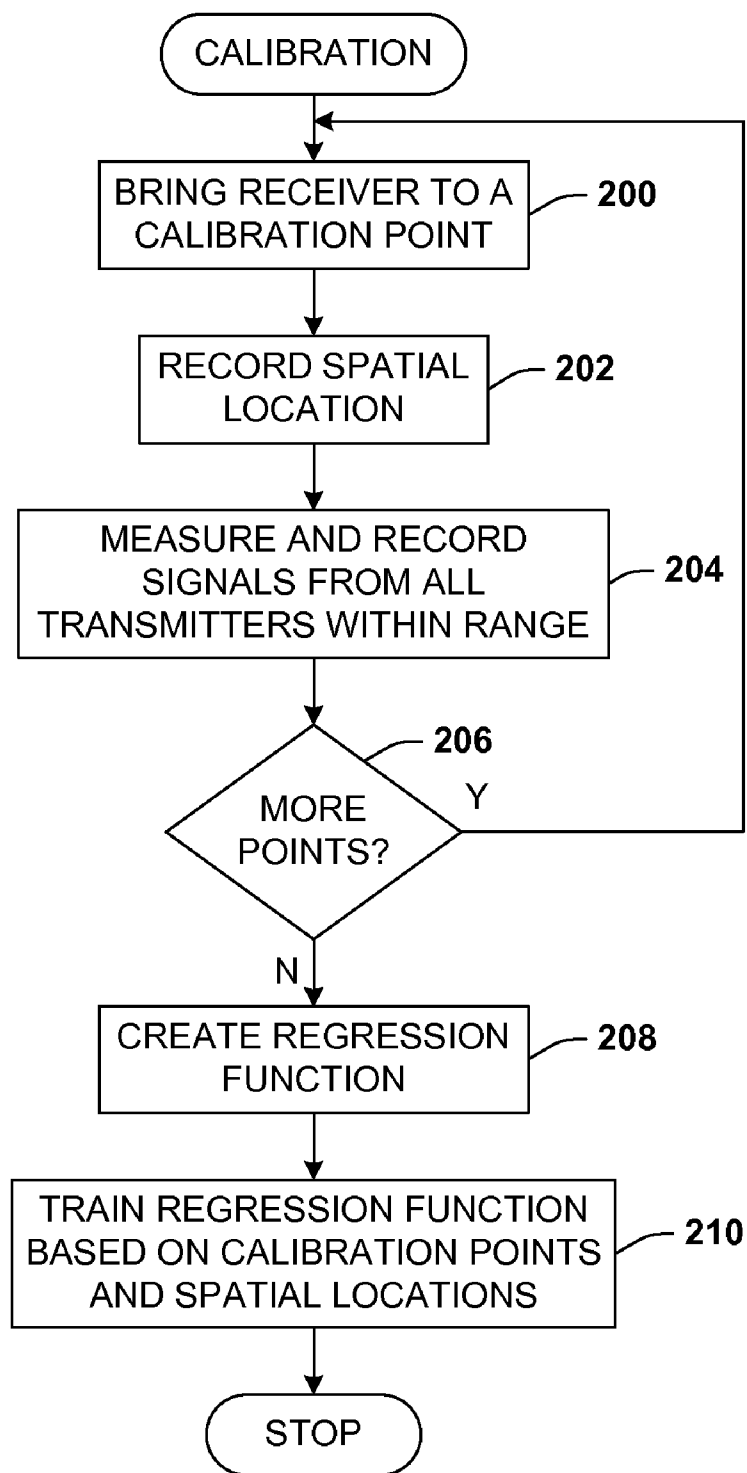 CALIBRATION
BRING RECEIVER TO A
CALIBRATION POINT
200
RECORD SPATIAL
LOCATION
202
MEASURE AND RECORD
SIGNALS FROM ALL
TRANSMITTERS WITHIN RANGE
204
206
MORE
POINTS?
Y
N
CREATE REGRESSION
FUNCTION
208
TRAIN REGRESSION FUNCTION
BASED ON CALIBRATION POINTS
AND SPATIAL LOCATIONS
210
STOP